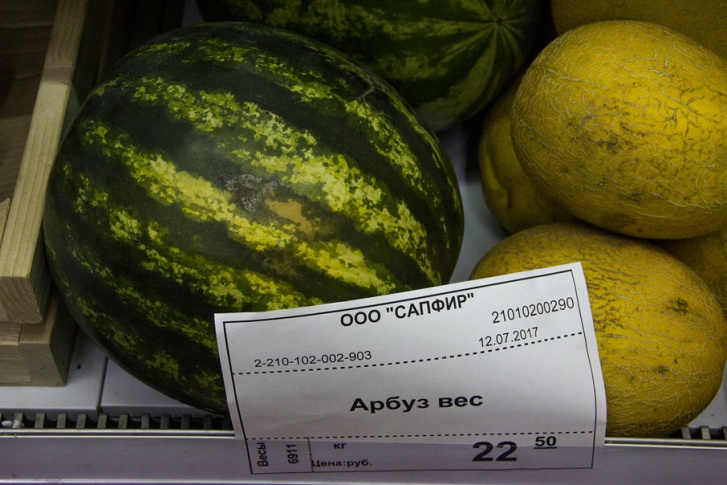 ООО "САПФИР"
21010200290
2-210-102-002-903
12.07.2017
Арбуз вес
Весы 6911
кг
Цена:руб.
22 50